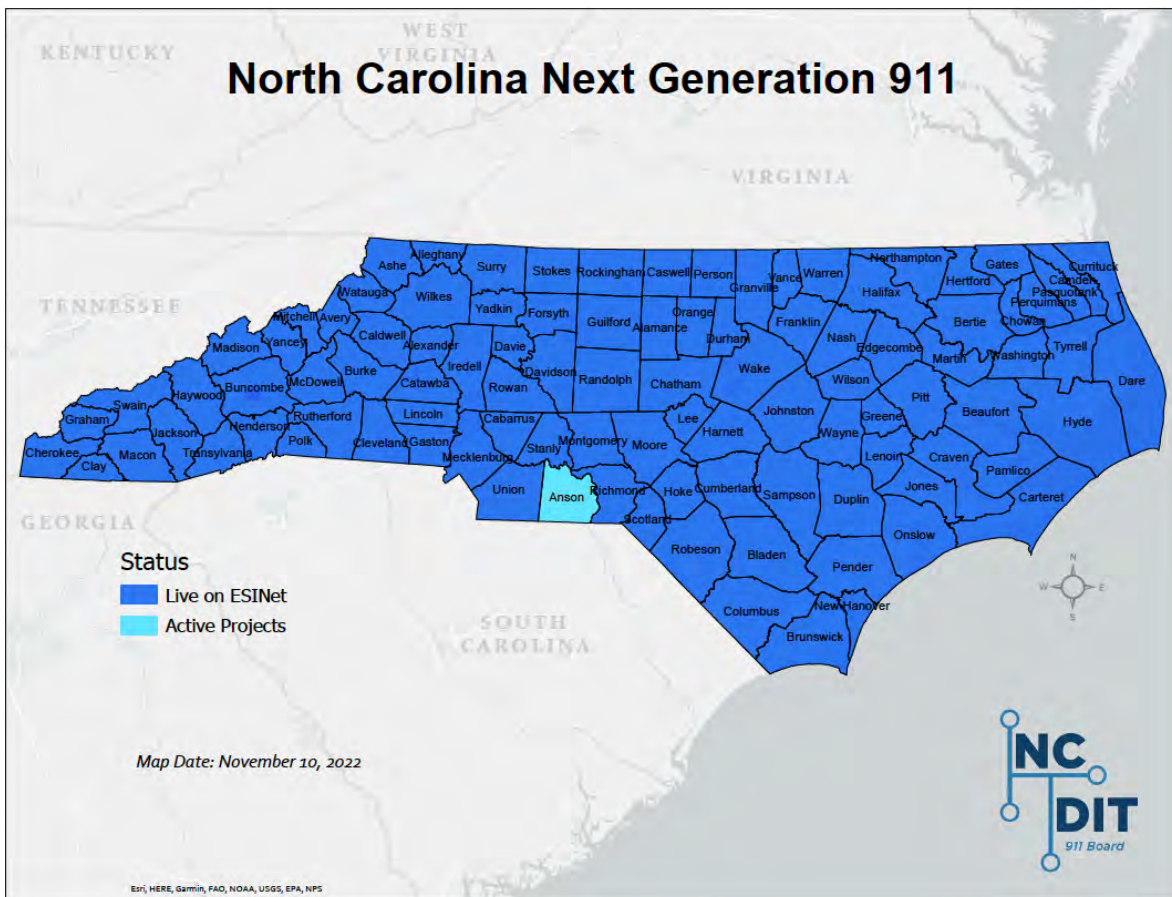 KENTUCKY
WEST
VIRGINIA
North Carolina Next Generation 911
VIRGINIA
TENNESSEE
GEORGIA
SOUTH
CAROLINA
Alleghany
Ashe
Surry
Stokes
Rockingham
Caswell
Person
Granville
Vance
Warren
Northampton
Halifax
Hertford
Gates
Currituck
Camden
Pasquotank
Perquimans
Chowan
Bertie
Watauga
Wilkes
Yadkin
Forsyth
Guilford
Alamance
Orange
Durham
Franklin
Nash
Edgecombe
Martin
Washington
Tyrrell
Dare
Mitchell
Avery
Yancey
Madison
Caldwell
Alexander
Iredell
Davie
Davidson
Randolph
Chatham
Wake
Wilson
Pitt
Beaufort
Hyde
Buncombe
McDowell
Burke
Catawba
Rowan
Haywood
Swain
Graham
Cherokee
Clay
Macon
Jackson
Transylvania
Henderson
Polk
Rutherford
Cleveland
Lincoln
Gaston
Mecklenburg
Cabarrus
Stanly
Montgomery
Moore
Lee
Harnett
Johnston
Wayne
Greene
Lenoir
Craven
Pamlico
Jones
Carteret
Union
Anson
Richmond
Scotland
Hoke
Cumberland
Sampson
Duplin
Onslow
Robeson
Bladen
Pender
Columbus
New Hanover
Brunswick
Status
Live on ESINet
Active Projects
N
W
E
S
Map Date: November 10, 2022
NC
DIT
911 Board
Esri, HERE, Garmin, FAO, NOAA, USGS, EPA, NPS